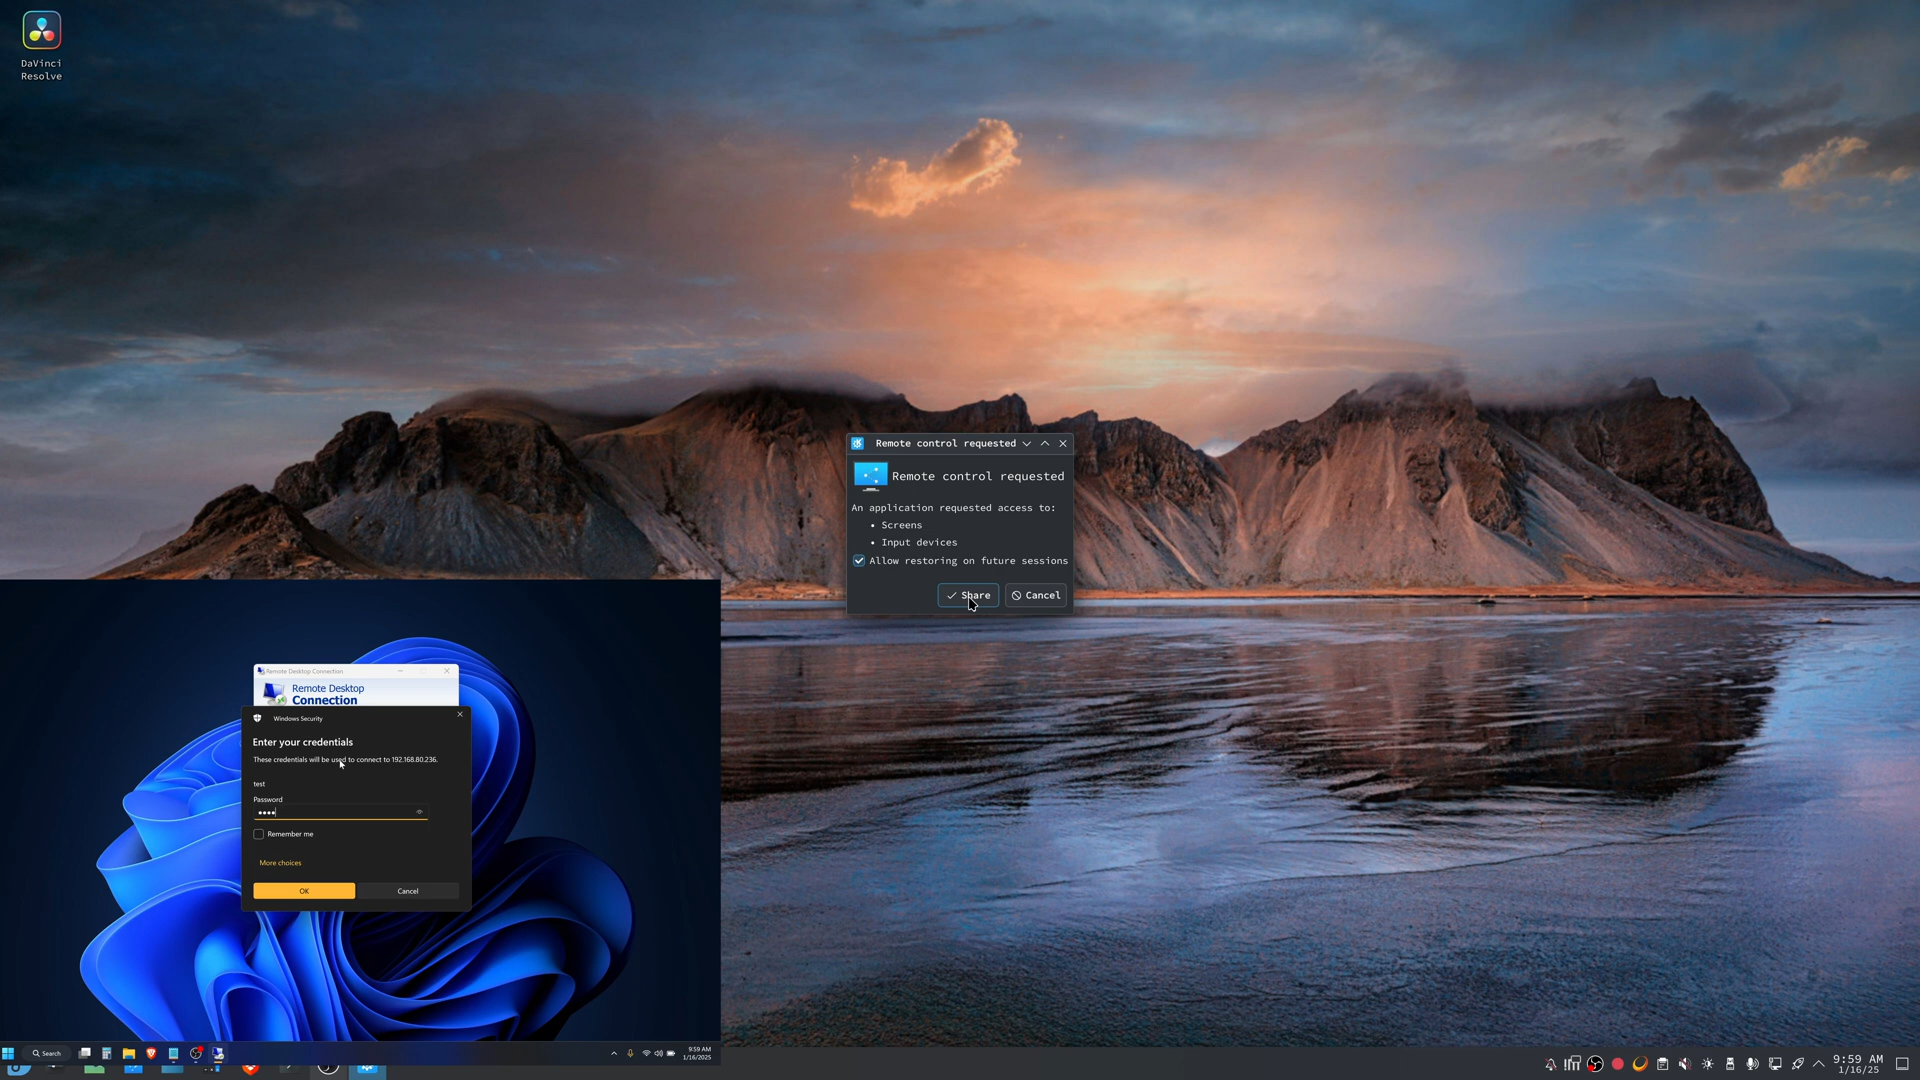 DaVinci
Resolve
Remote control requested
Remote control requested
An application requested access to:
• Screens
• Input devices
Allow restoring on future sessions
Share
Cancel
Remote Desktop Connection
Remote Desktop
Connection
Windows Security
Enter your credentials
These credentials will be used to connect to 192.168.80.236.
test
Password
••••
Remember me
More choices
OK
Cancel
Search
9:59 AM
1/16/2025
9:59 AM
1/16/25